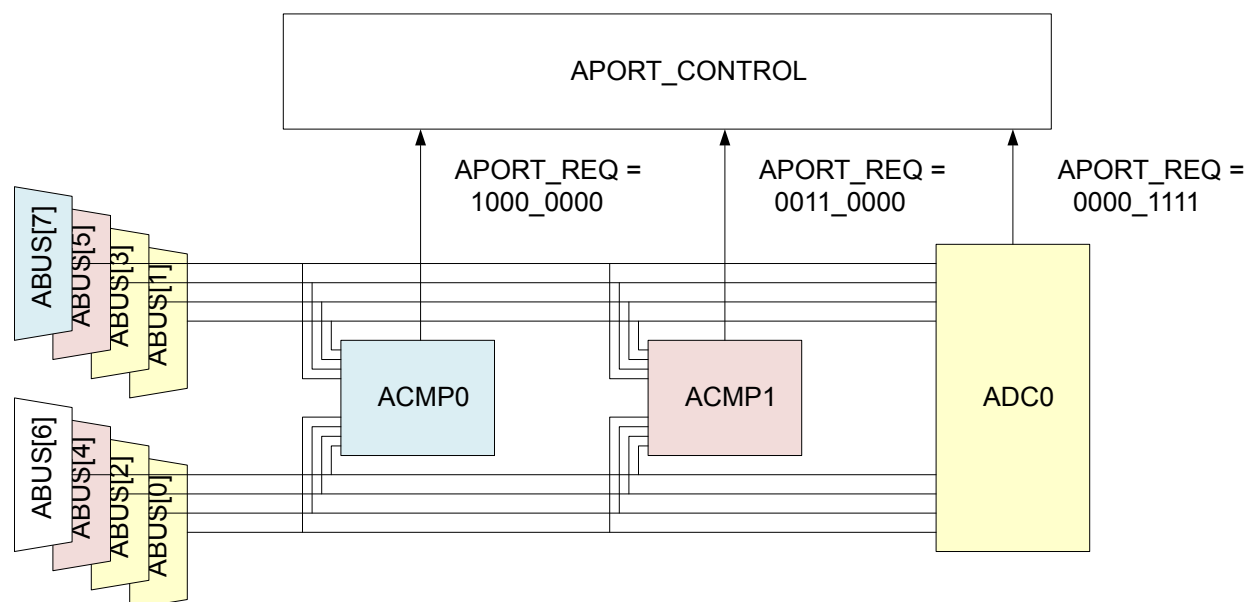 APORT_CONTROL
APORT_REQ =
1000_0000
APORT_REQ =
0011_0000
APORT_REQ =
0000_1111
ABUS[7]
ABUS[5]
ABUS[3]
ABUS[1]
ACMP0
ACMP1
ADC0
ABUS[6]
ABUS[4]
ABUS[2]
ABUS[0]